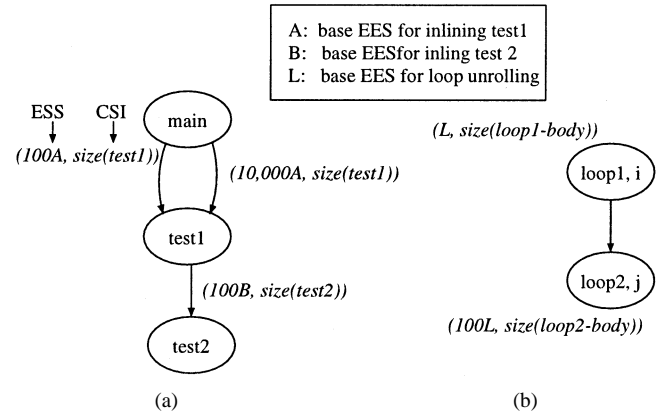 A: base EES for inlining test1
B: base EESfor inling test 2
L: base EES for loop unrolling
ESS CSI
main
(100A, size(test1))
(10,000A, size(test1))
test1
(100B, size(test2))
test2
(a)
(L, size(loop1-body))
loop1, i
loop2, j
(100L, size(loop2-body))
(b)